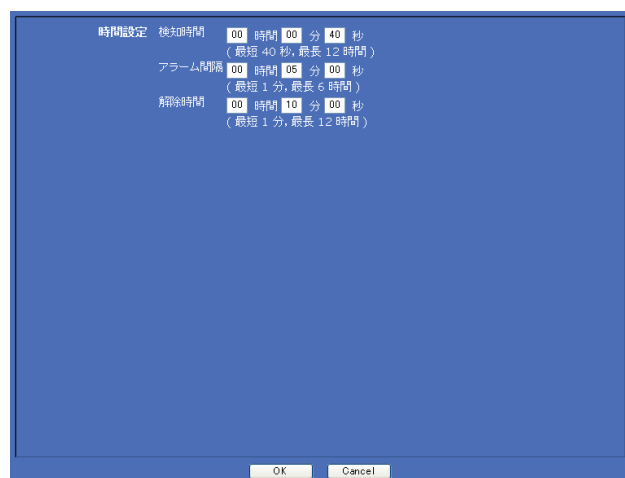 時間設定 検知時間 00 時間 00 分 40 秒
( 最短 40 秒, 最長 12 時間 )
アラーム間隔 00 時間 05 分 00 秒
( 最短 1 分, 最長 6 時間 )
解除時間 00 時間 10 分 00 秒
( 最短 1 分, 最長 12 時間 )
OK Cancel